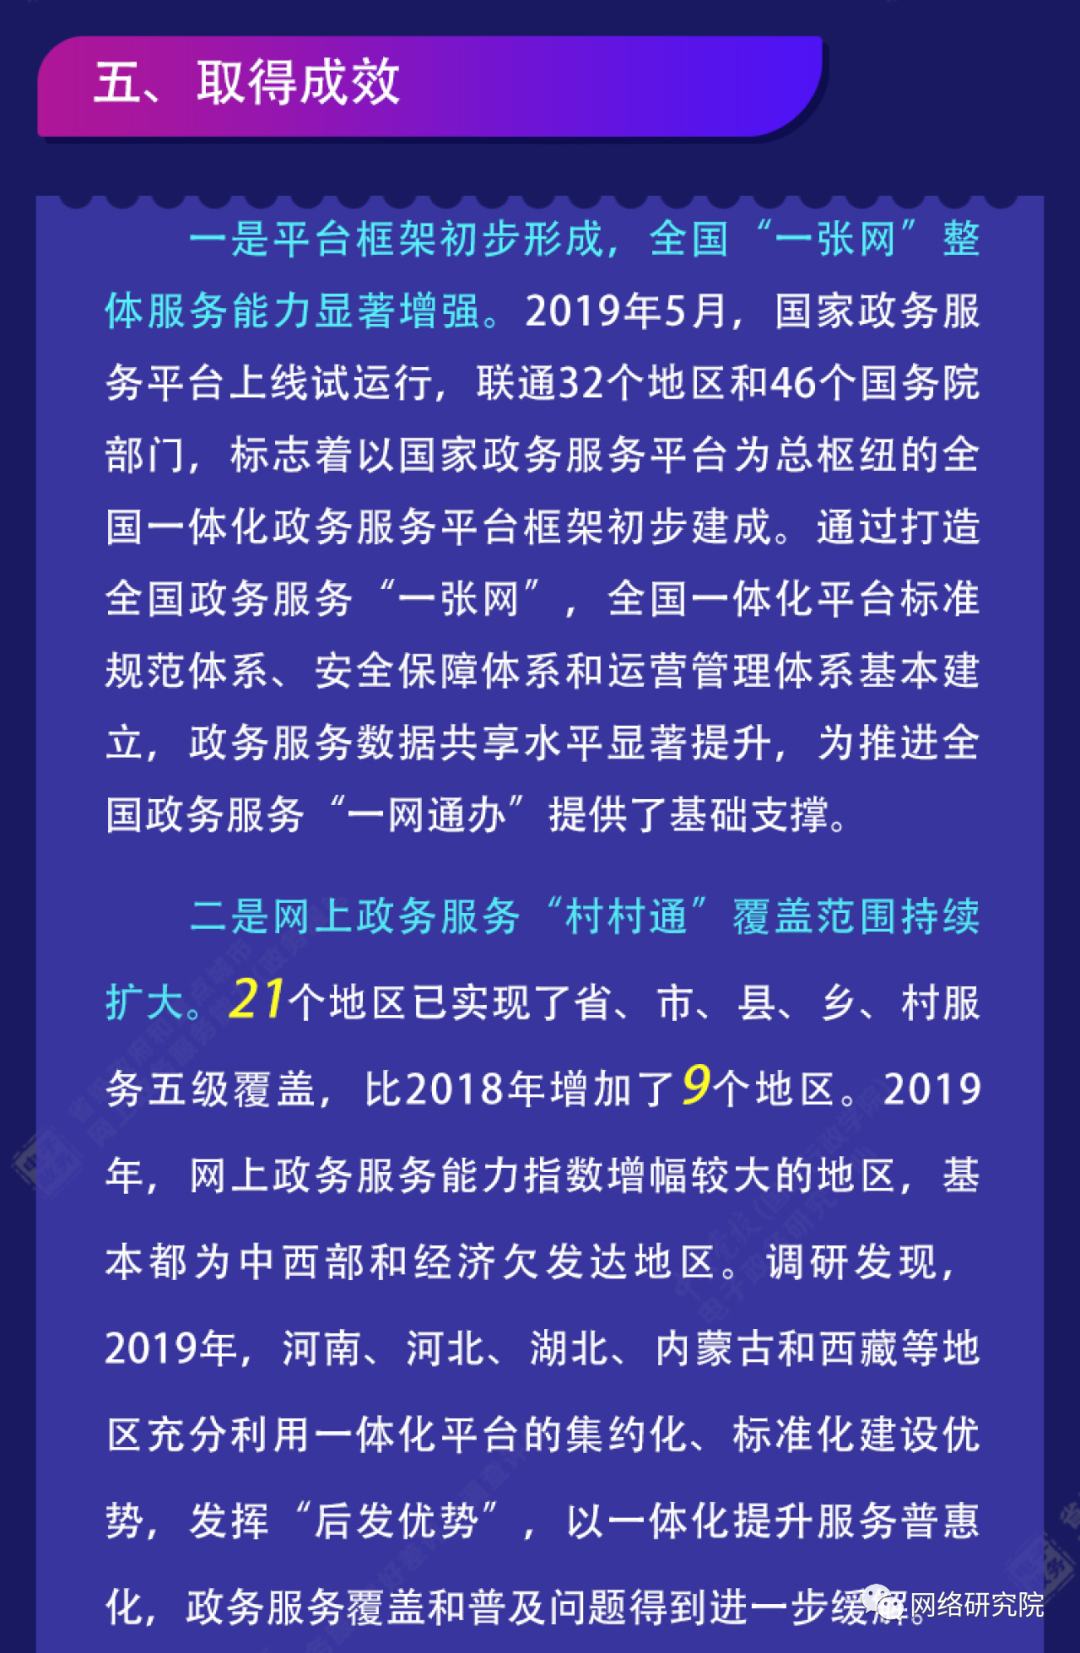 五、取得成效
一是平台框架初步形成，全国“一张网”整
体服务能力显著增强。2019年5月，国家政务服
务平台上线试运行，联通32个地区和46个国务院
部门，标志着以国家政务服务平台为总枢纽的全
国一体化政务服务平台框架初步建成。通过打造
全国政务服务“一张网”，全国一体化平台标准
规范体系、安全保障体系和运营管理体系基本建
立，政务服务数据共享水平显著提升，为推进全
国政务服务“一网通办”提供了基础支撑。
二是网上政务服务“村村通”覆盖范围持续
扩大。21个地区已实现了省、市、县、乡、村服
务五级覆盖，比2018年增加了9个地区。2019
年，网上政务服务能力指数增幅较大的地区，基
本都为中西部和经济欠发达地区。调研发现，
2019年，河南、河北、湖北、内蒙古和西藏等地
区充分利用一体化平台的集约化、标准化建设优
势，发挥“后发优势”，以一体化提升服务普惠
化，政务服务覆盖和普及问题得到进一步缓解。
网络研究院